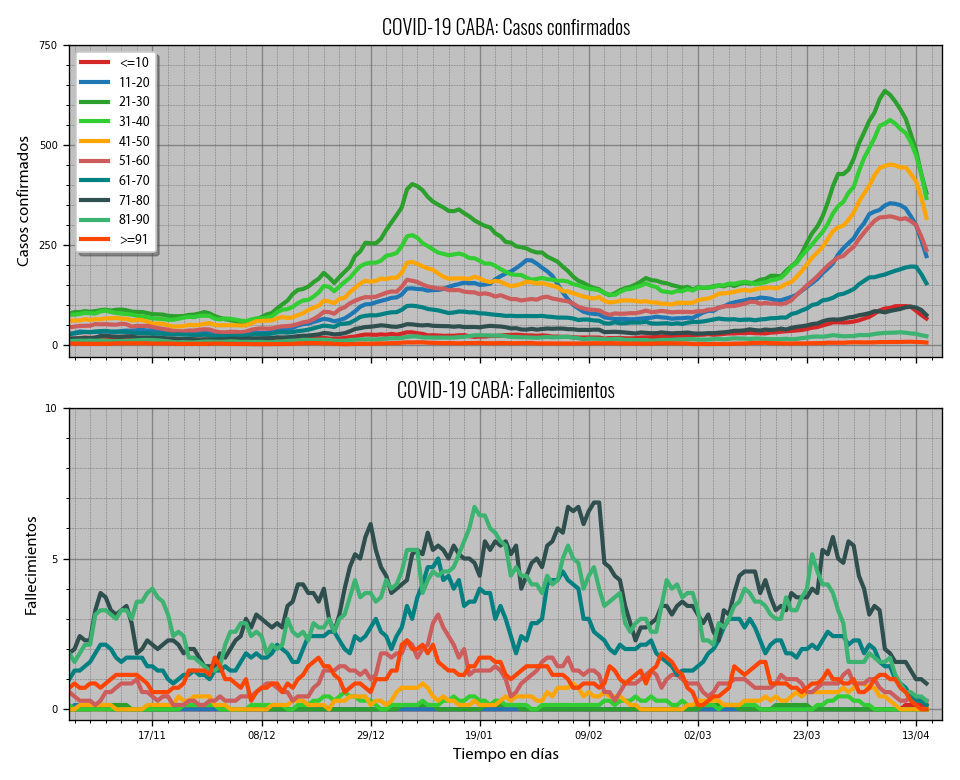 COVID-19 CABA: Casos confirmados
750
500
250
0
Casos confirmados
<=10
11-20
21-30
31-40
41-50
51-60
61-70
71-80
81-90
>=91
COVID-19 CABA: Fallecimientos
10
5
0
Fallecimientos
17/11 08/12 29/12 19/01 09/02 02/03 23/03 13/04
Tiempo en días